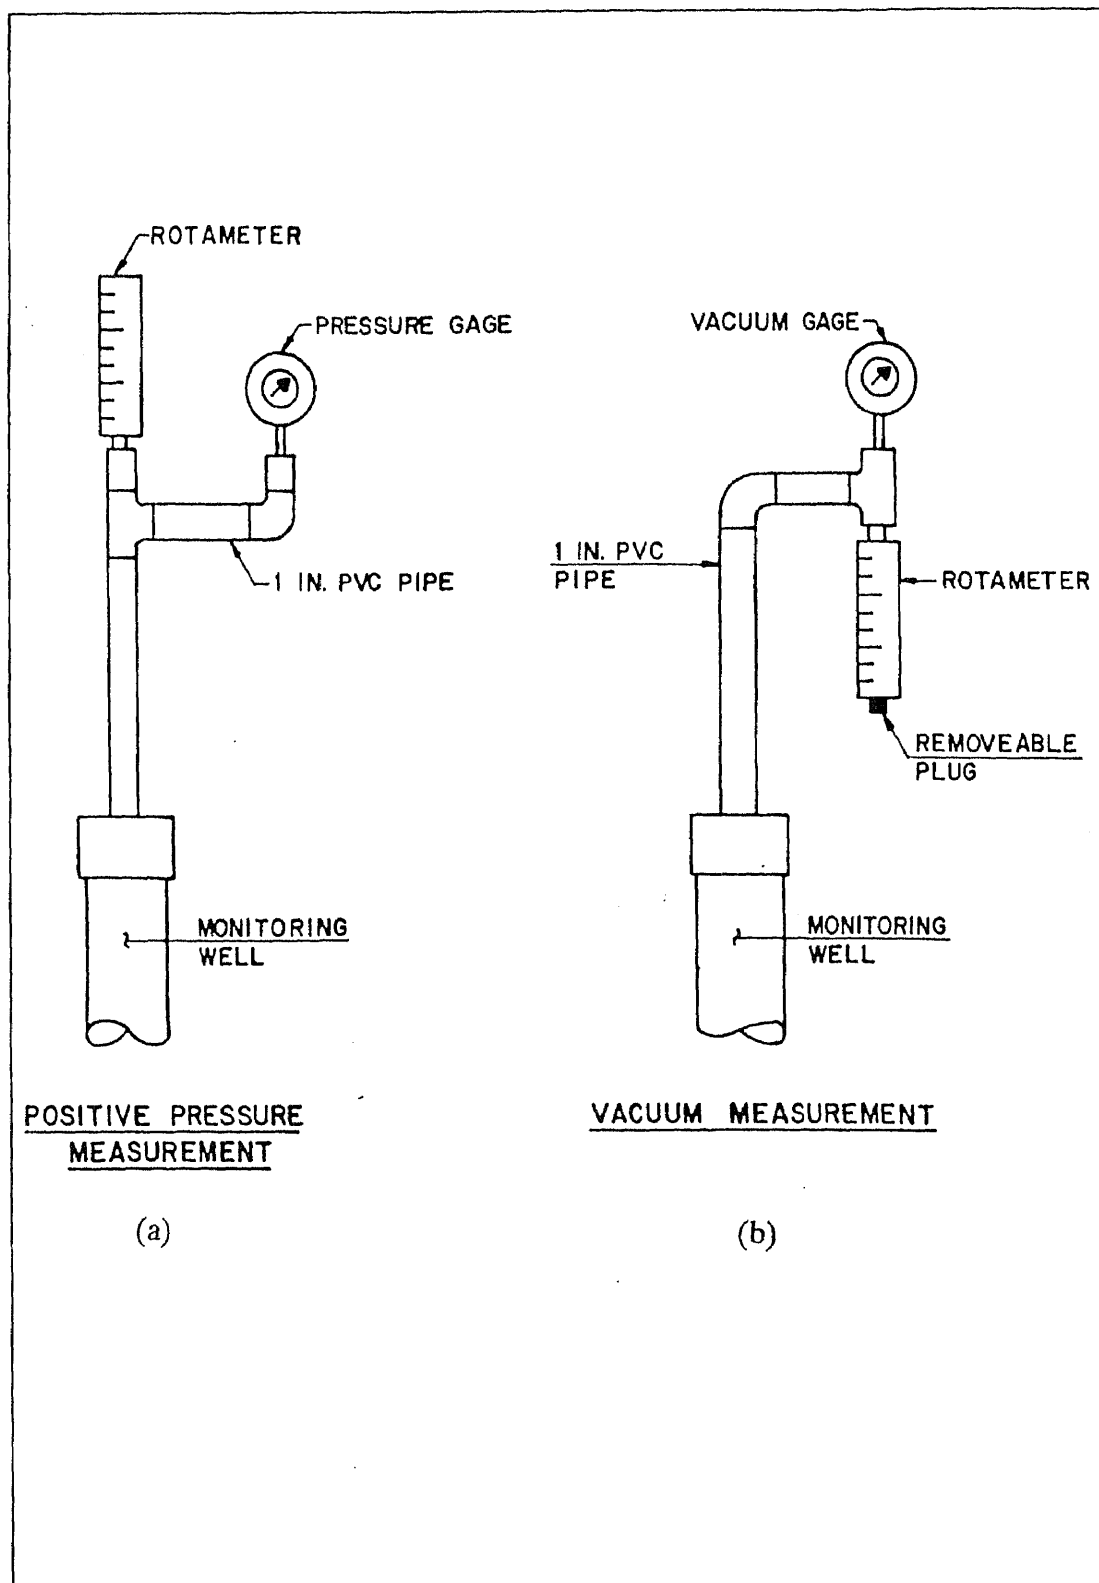 ROTAMETER
PRESSURE GAGE
1 IN. PVC PIPE
MONITORING
WELL
POSITIVE PRESSURE
MEASUREMENT
(a)
VACUUM GAGE
1 IN. PVC
PIPE
ROTAMETER
REMOVEABLE
PLUG
MONITORING
WELL
VACUUM MEASUREMENT
(b)